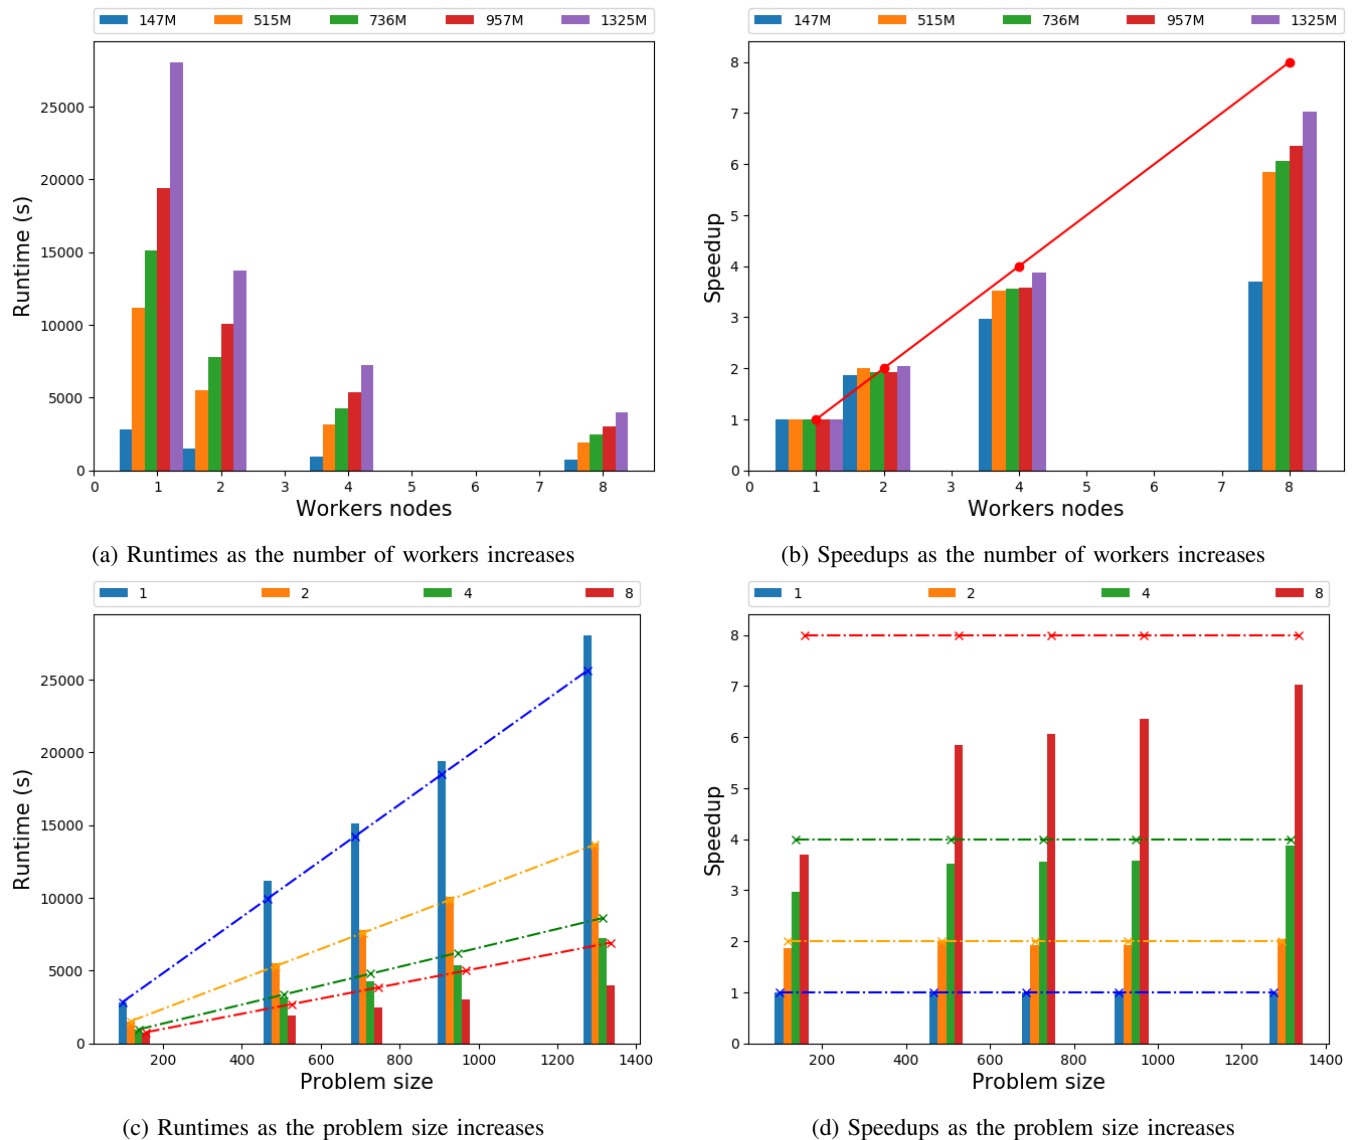 147M 515M 736M 957M 1325M
25000
20000
15000
10000
5000
0
Runtime (s)
0 1 2 3 4 5 6 7 8
Workers nodes
(a) Runtimes as the number of workers increases
147M 515M 736M 957M 1325M
8
7
6
5
4
3
2
1
0
Speedup
0 1 2 3 4 5 6 7 8
Workers nodes
(b) Speedups as the number of workers increases
1 2 4 8
25000
20000
15000
10000
5000
0
Runtime (s)
200 400 600 800 1000 1200 1400
Problem size
(c) Runtimes as the problem size increases
1 2 4 8
8
7
6
5
4
3
2
1
0
Speedup
200 400 600 800 1000 1200 1400
Problem size
(d) Speedups as the problem size increases